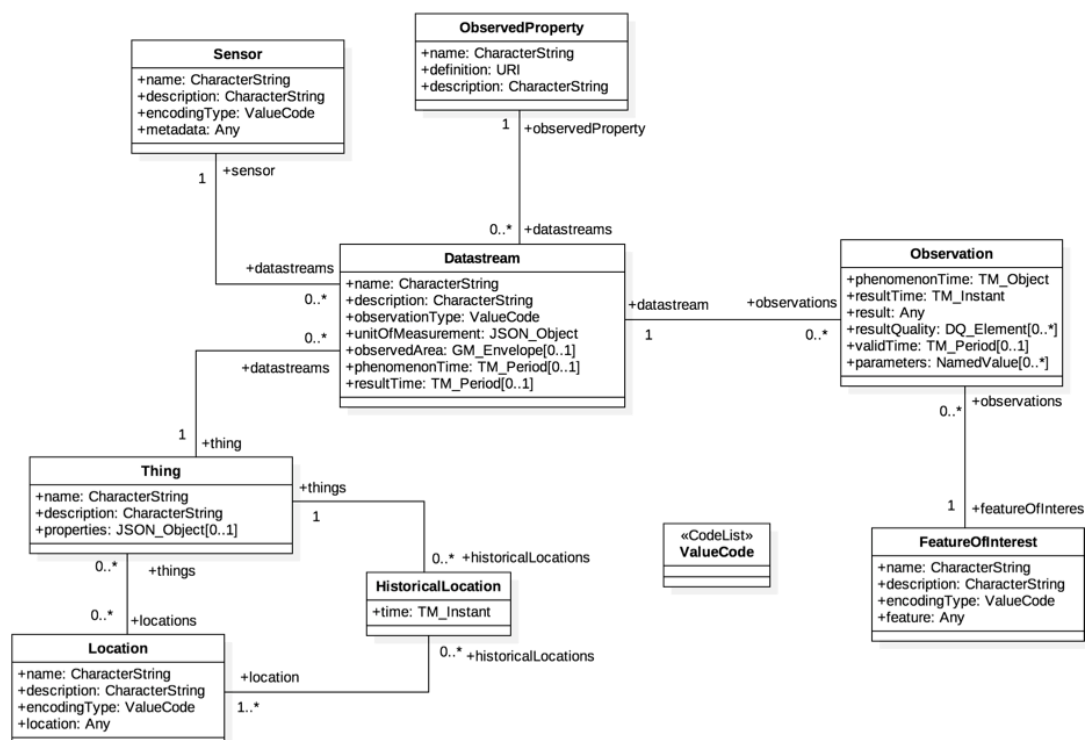 ObservedProperty
+name: CharacterString
+definition: URI
+description: CharacterString
Sensor
+name: CharacterString
+description: CharacterString
+encodingType: ValueCode
+metadata: Any
1
+observedProperty
1
+sensor
0..*
+datastreams
+datastreams
0..*
Datastream
+name: CharacterString
+description: CharacterString
+observationType: ValueCode
+unitOfMeasurement: JSON_Object
+observedArea: GM_Envelope[0..1]
+phenomenonTime: TM_Period[0..1]
+resultTime: TM_Period[0..1]
+datastream
1
+observations
0..*
Observation
+phenomenonTime: TM_Object
+resultTime: TM_Instant
+result: Any
+resultQuality: DQ_Element[0..*]
+validTime: TM_Period[0..1]
+parameters: NamedValue[0..*]
0..*
+datastreams
0..*
+observations
1
+thing
Thing
+name: CharacterString
+description: CharacterString
+properties: JSON_Object[0..1]
+things
1
1
+featureOfInteres
«CodeList»
ValueCode
FeatureOfInterest
+name: CharacterString
+description: CharacterString
+encodingType: ValueCode
+feature: Any
0..*
+historicalLocations
HistoricalLocation
+time: TM_Instant
0..*
+things
0..*
+locations
0..*
+historicalLocations
Location
+name: CharacterString
+description: CharacterString
+encodingType: ValueCode
+location: Any
+location
1..*